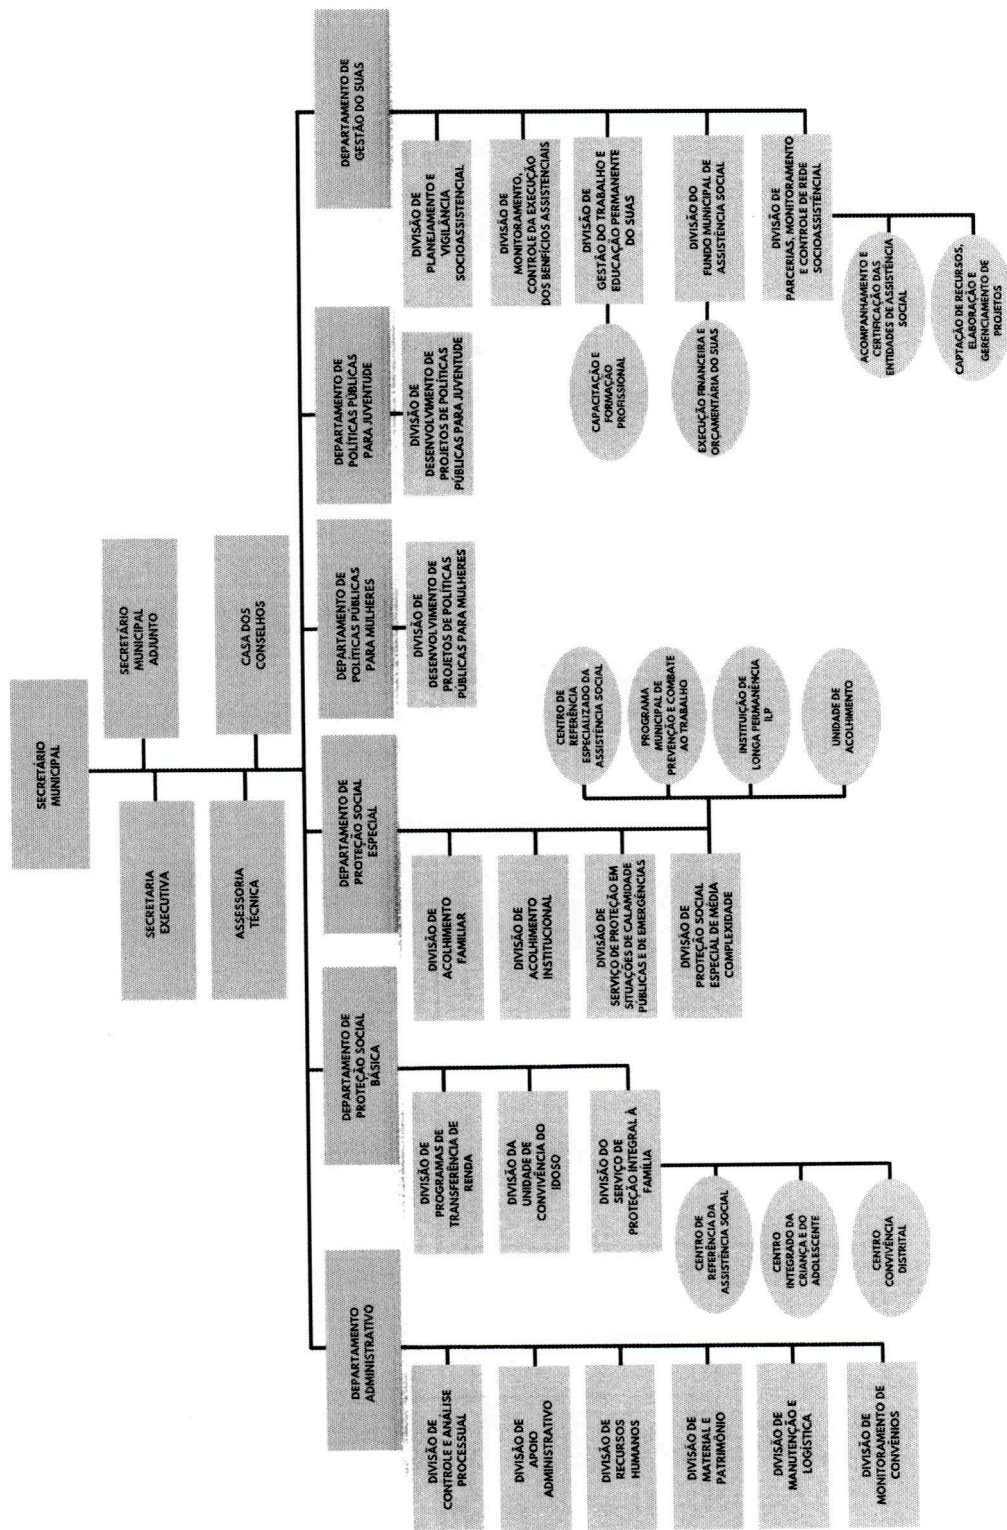 SECRETÁRIO
MUNICIPAL
SECRETÁRIO
MUNICIPAL
ADJUNTO
SECRETARIA
EXECUTIVA
CASA DOS
CONSELHOS
ASSESSORIA
TÉCNICA
DEPARTAMENTO
ADMINISTRATIVO
DIVISÃO DE
CONTROLE E ANÁLISE
PROCESSUAL
DIVISÃO DE
APOIO
ADMINISTRATIVO
DIVISÃO DE
RECURSOS
HUMANOS
DIVISÃO DE
MATERIAL E
PATRIMÔNIO
DIVISÃO DE
MANUTENÇÃO E
LOGÍSTICA
DIVISÃO DE
MONITORAMENTO DE
CONVÊNIOS
DEPARTAMENTO DE
PROTEÇÃO SOCIAL
BÁSICA
DIVISÃO DE
PROGRAMAS DE
TRANSFERÊNCIA DE
RENDA
DIVISÃO DA
UNIDADE DE
CONVIVÊNCIA DO
IDOSO
DIVISÃO DO
SERVIÇO DE
PROTEÇÃO INTEGRAL À
FAMÍLIA
CENTRO DE
REFERÊNCIA DA
ASSISTÊNCIA SOCIAL
CENTRO
INTEGRADO DA
CRIANÇA E DO
ADOLESCENTE
CENTRO
CONVIVÊNCIA
DISTRITAL
DEPARTAMENTO DE
PROTEÇÃO SOCIAL
ESPECIAL
DIVISÃO DE
ACOLHIMENTO
FAMILIAR
DIVISÃO DE
ACOLHIMENTO
INSTITUCIONAL
DIVISÃO DE
SERVIÇO DE PROTEÇÃO EM
SITUAÇÕES DE CALAMIDADE
PÚBLICAS E DE EMERGÊNCIAS
DIVISÃO DE
PROTEÇÃO SOCIAL
ESPECIAL DE MÉDIA
COMPLEXIDADE
CENTRO DE
REFERÊNCIA
ESPECIALIZADO DA
ASSISTÊNCIA SOCIAL
PROGRAMA
MUNICIPAL DE
PREVENÇÃO E COMBATE
AO TRABALHO
INSTITUIÇÃO DE
LONGA PERMANÊNCIA
ILP
UNIDADE DE
ACOLHIMENTO
DEPARTAMENTO DE
POLÍTICAS PÚBLICAS
PARA MULHERES
DIVISÃO DE
DESENVOLVIMENTO DE
PROJETOS DE POLÍTICAS
PÚBLICAS PARA MULHERES
DEPARTAMENTO DE
POLÍTICAS PÚBLICAS
PARA JUVENTUDE
DIVISÃO DE
DESENVOLVIMENTO DE
PROJETOS DE POLÍTICAS
PÚBLICAS PARA JUVENTUDE
DEPARTAMENTO DE
GESTÃO DO SUAS
DIVISÃO DE
PLANEJAMENTO E
VIGILÂNCIA
SOCIOASSISTENCIAL
DIVISÃO DE
MONITORAMENTO,
CONTROLE DA EXECUÇÃO
DOS BENFÍCIOS ASSISTENCIAIS
DIVISÃO DE
GESTÃO DO TRABALHO E
EDUCAÇÃO PERMANENTE
DO SUAS
CAPACITAÇÃO E
FORMAÇÃO
PROFISSIONAL
DIVISÃO DO
FUNDO MUNICIPAL DE
ASSISTÊNCIA SOCIAL
EXECUÇÃO FINANCEIRA E
ORÇAMENTARIA DO SUAS
DIVISÃO DE
PARCERIAS, MONITORAMENTO
E CONTROLE DE REDE
SOCIOASSISTÊNCIAL
ACOMPANHAMENTO E
CERTIFICAÇÃO DAS
ENTIDADES DE ASSISTÊNCIA
SOCIAL
CAPTAÇÃO DE RECURSOS,
ELABORAÇÃO E
GERENCIAMENTO DE
PROJETOS